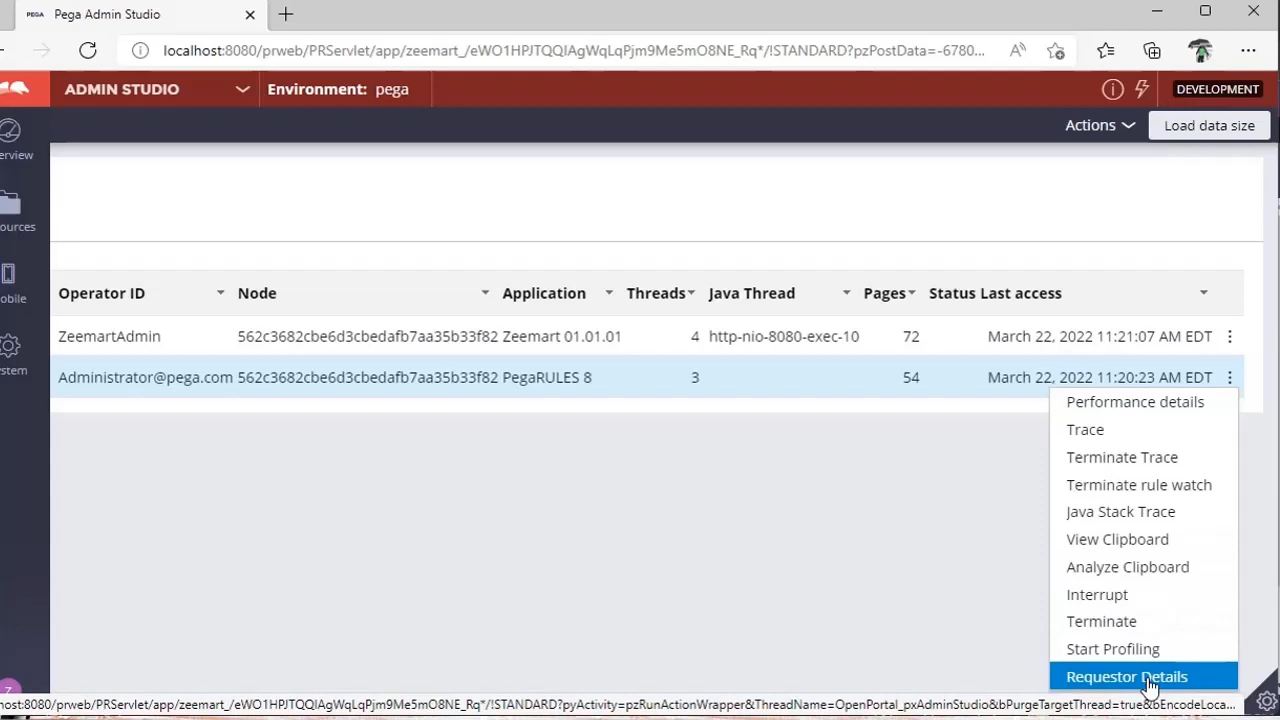 PEGA Pega Admin Studio
localhost:8080/prweb/PRServlet/app/zeemart_/eWO1HPJTQQIAgWqLqPjm9Me5mO8NE_Rq*/!STANDARD?pzPostData=-6780...
ADMIN STUDIO Environment: pega DEVELOPMENT
Actions Load data size
erview
ources
obile
ystem
Operator ID Node Application Threads Java Thread Pages Status Last access
ZeemartAdmin 562c3682cbe6d3cbedafb7aa35b33f82 Zeemart 01.01.01 4 http-nio-8080-exec-10 72 March 22, 2022 11:21:07 AM EDT
Administrator@pega.com 562c3682cbe6d3cbedafb7aa35b33f82 PegaRULES 8 3 54 March 22, 2022 11:20:23 AM EDT
Performance details
Trace
Terminate Trace
Terminate rule watch
Java Stack Trace
View Clipboard
Analyze Clipboard
Interrupt
Terminate
Start Profiling
Requestor Details
Z
host:8080/prweb/PRServlet/app/zeemart_/eWO1HPJTQQIAgWqLqPjm9Me5mO8NE_Rq*/!STANDARD?pyActivity=pzRunActionWrapper&ThreadName=OpenPortal_pxAdminStudio&bPurgeTargetThread=true&bEncodeLoca...